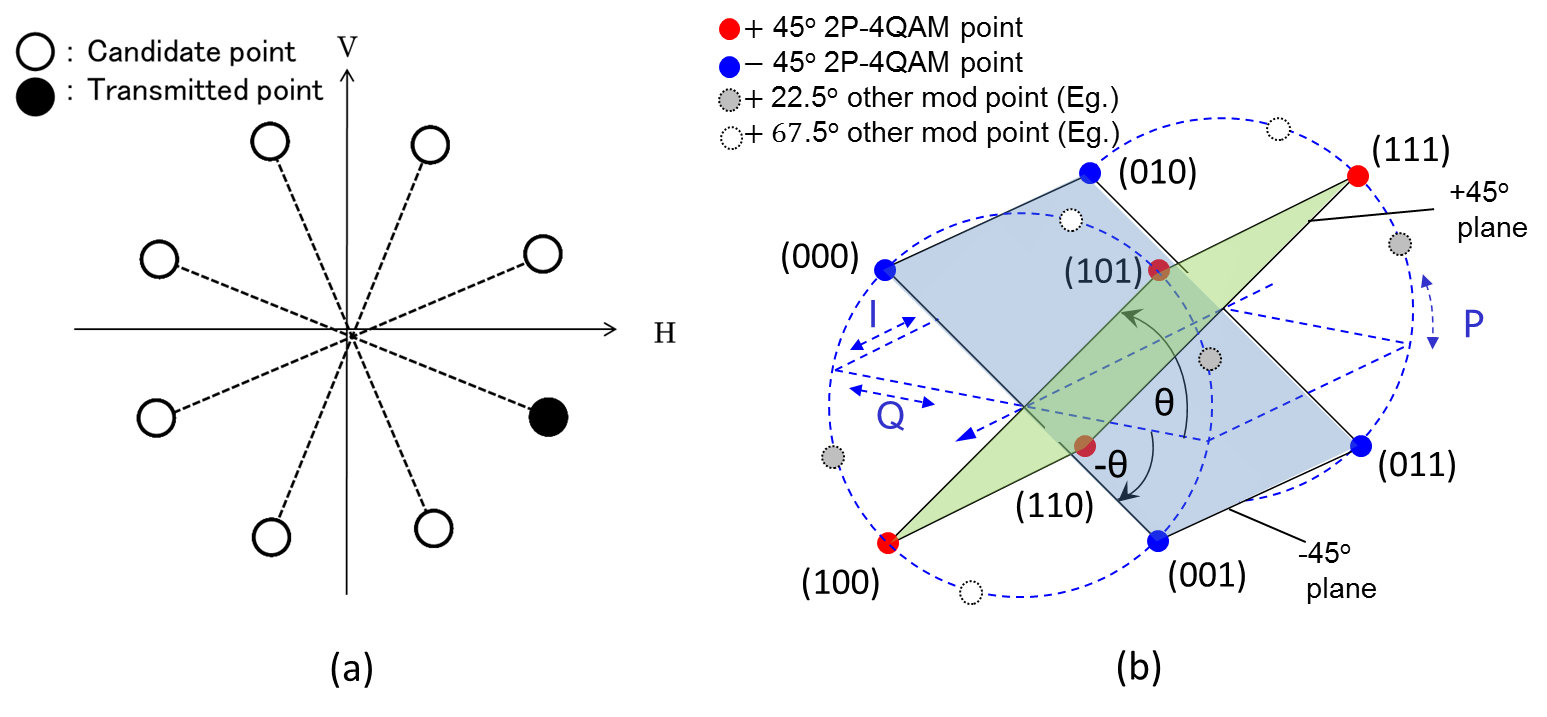 : Candidate point
: Transmitted point
V
H
(a)
+ 45° 2P-4QAM point
− 45° 2P-4QAM point
+ 22.5° other mod point (Eg.)
+ 67.5° other mod point (Eg.)
(111)
(010)
+45°
plane
(000)
(101)
I
P
θ
Q
-θ
(011)
(110)
(100)
(001)
-45°
plane
(b)